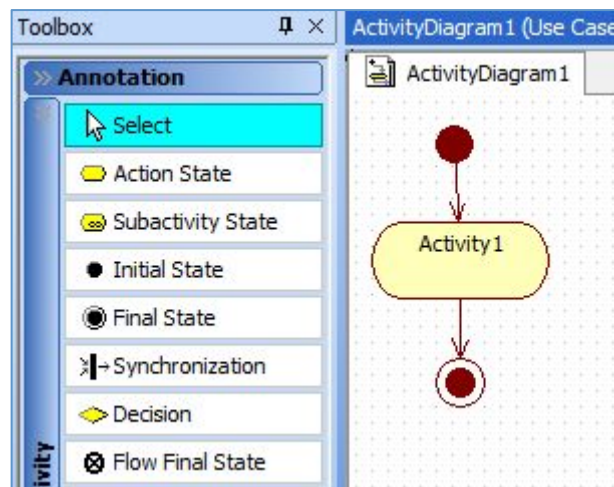 Toolbox
Annotation
Select
Action State
Subactivity State
Initial State
Final State
Synchronization
Decision
Flow Final State
ivity
ActivityDiagram1 (Use Case
ActivityDiagram1
Activity1